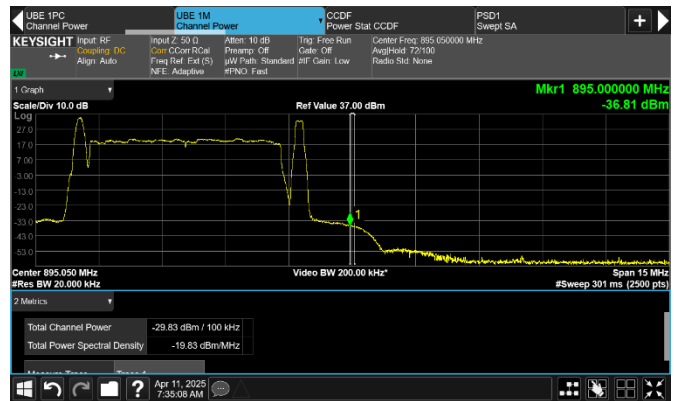 UBE 1PC
Channel Power
UBE 1M
Channel Power
CCDF
Power Stat CCDF
PSD1
Swept SA
KEYSIGHT
Input: RF
Coupling: DC
Align: Auto
LXI
Input Z: 50 Ω
Corr CCorr RCal
Freq Ref: Ext (S)
NFE: Adaptive
Atten: 10 dB
Preamp: Off
µW Path: Standard
#PNO: Fast
Trig: Free Run
Gate: Off
#IF Gain: Low
Center Freq: 895.050000 MHz
Avg|Hold: 72/100
Radio Std: None
1 Graph
Mkr1 895.000000 MHz
-36.81 dBm
Scale/Div 10.0 dB
Ref Value 37.00 dBm
Log
27.0
17.0
7.00
-3.00
-13.0
-23.0
-33.0
-43.0
-53.0
1
Center 895.050 MHz
#Res BW 20.000 kHz
Video BW 200.00 kHz*
Span 15 MHz
#Sweep 301 ms (2500 pts)
2 Metrics
Total Channel Power -29.83 dBm / 100 kHz
Total Power Spectral Density -19.83 dBm/MHz
Measure Trace Trace 1
?
Apr 11, 2025
7:35:08 AM